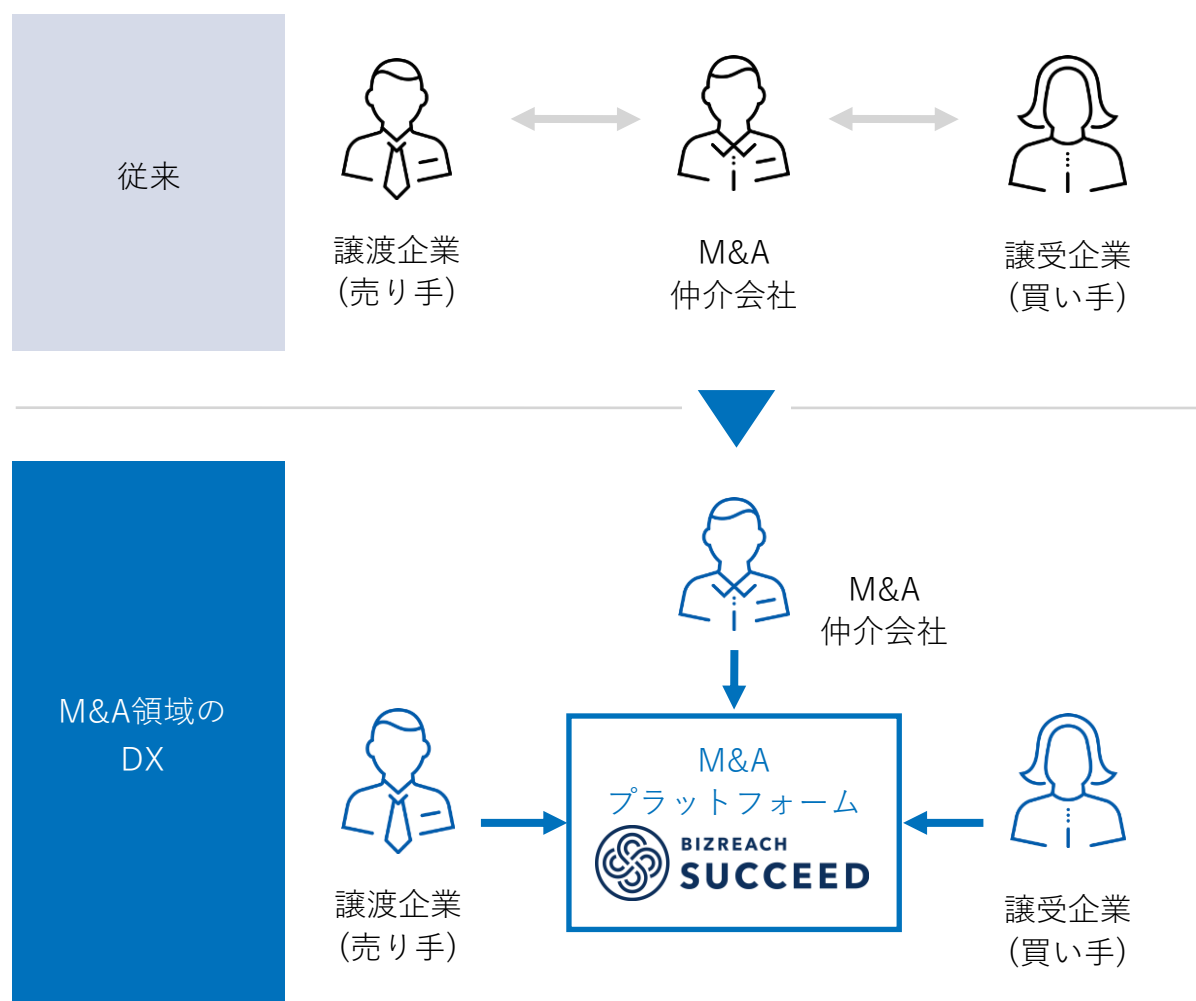 従来
譲渡企業
(売り手)
M&A
仲介会社
譲受企業
(買い手)
M&A領域の
DX
M&A
仲介会社
譲渡企業
(売り手)
M&A
プラットフォーム
BIZREACH
SUCCEED
譲受企業
(買い手)